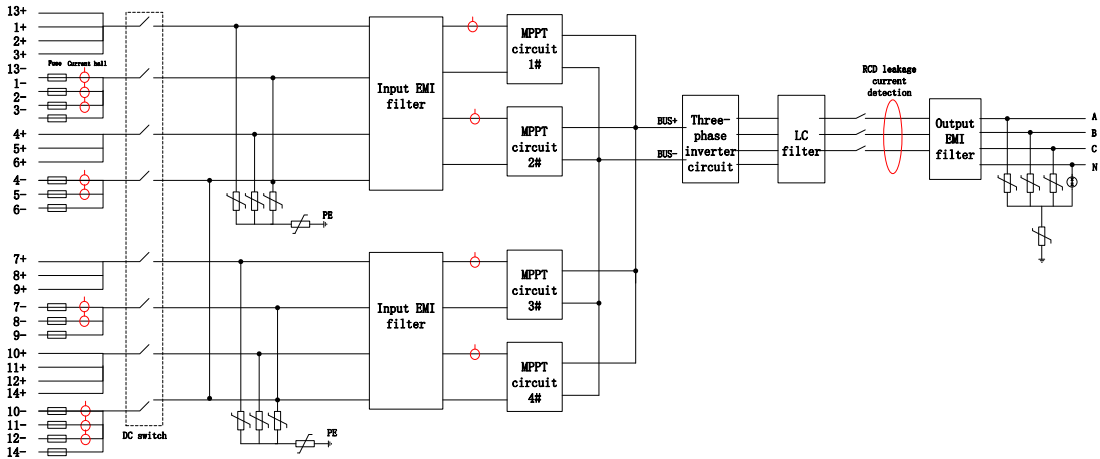 13+
1+
2+
3+
13-
Fuse
Current hall
1-
2-
3-
4+
5+
6+
4-
5-
6-
7+
8+
9+
7-
8-
9-
10+
11+
12+
14+
10-
11-
12-
14-
DC switch
Input EMI
filter
PE
Input EMI
filter
PE
MPPT
circuit
1#
MPPT
circuit
2#
MPPT
circuit
3#
MPPT
circuit
4#
BUS+
BUS-
Three-
phase
inverter
circuit
LC
filter
RCD leakage
current
detection
Output
EMI
filter
A
B
C
N